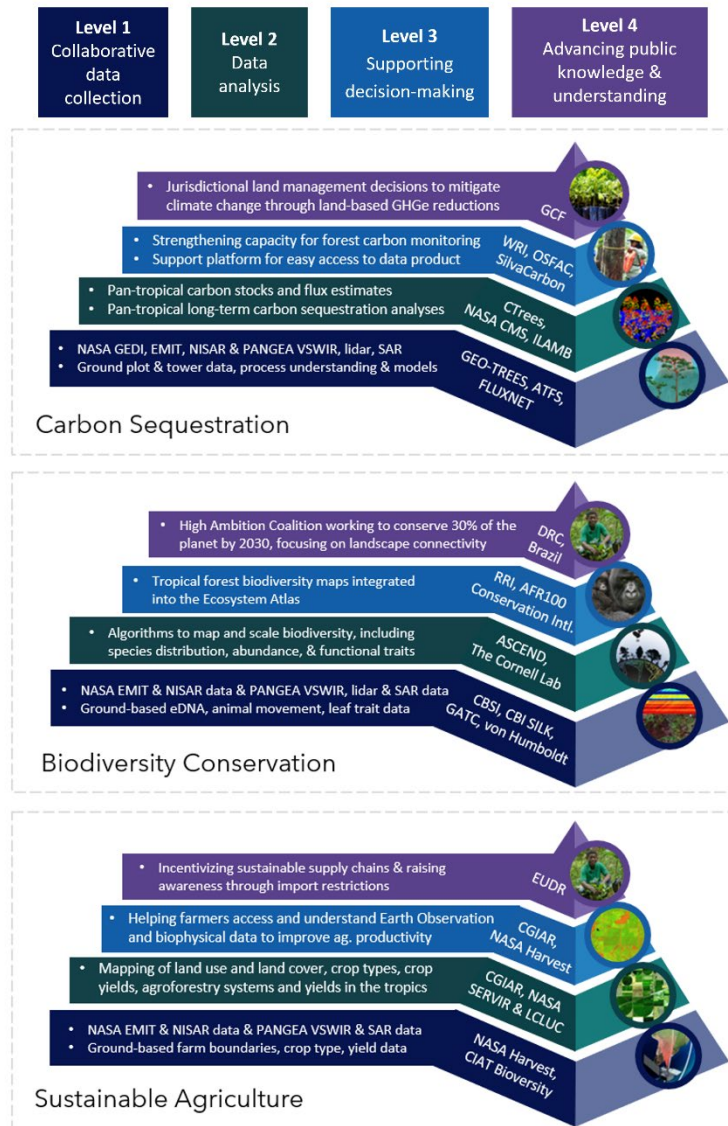 Level 1
Collaborative
data
collection
Level 2
Data
analysis
Level 3
Supporting
decision-making
Level 4
Advancing public
knowledge &
understanding
• Jurisdictional land management decisions to mitigate
climate change through land-based GHGe reductions
GCF
• Strengthening capacity for forest carbon monitoring
• Support platform for easy access to data product
WRI, OSFAC,
SilvaCarbon
• Pan-tropical carbon stocks and flux estimates
• Pan-tropical long-term carbon sequestration analyses
CTrees,
NASA CMS, ILAMB
• NASA GEDI, EMIT, NISAR & PANGEA VSWIR, lidar, SAR
• Ground plot & tower data, process understanding & models
GEO-TREES, ATFS,
FLUXNET
Carbon Sequestration
• High Ambition Coalition working to conserve 30% of the
planet by 2030, focusing on landscape connectivity
DRC,
Brazil
• Tropical forest biodiversity maps integrated
into the Ecosystem Atlas
RRI, AFR100
Conservation Intl.
• Algorithms to map and scale biodiversity, including
species distribution, abundance, & functional traits
ASCEND,
The Cornell Lab
• NASA EMIT & NISAR data & PANGEA VSWIR, lidar & SAR data
• Ground-based eDNA, animal movement, leaf trait data
CBSI, CBI SILK,
GATC, von Humboldt
Biodiversity Conservation
• Incentivizing sustainable supply chains & raising
awareness through import restrictions
EUDR
• Helping farmers access and understand Earth Observation
and biophysical data to improve ag. productivity
CGIAR,
NASA Harvest
• Mapping of land use and land cover, crop types, crop
yields, agroforestry systems and yields in the tropics
CGIAR, NASA
SERVIR & LCLUC
• NASA EMIT & NISAR data & PANGEA VSWIR & SAR data
• Ground-based farm boundaries, crop type, yield data
NASA Harvest,
CIAT Bioversity
Sustainable Agriculture